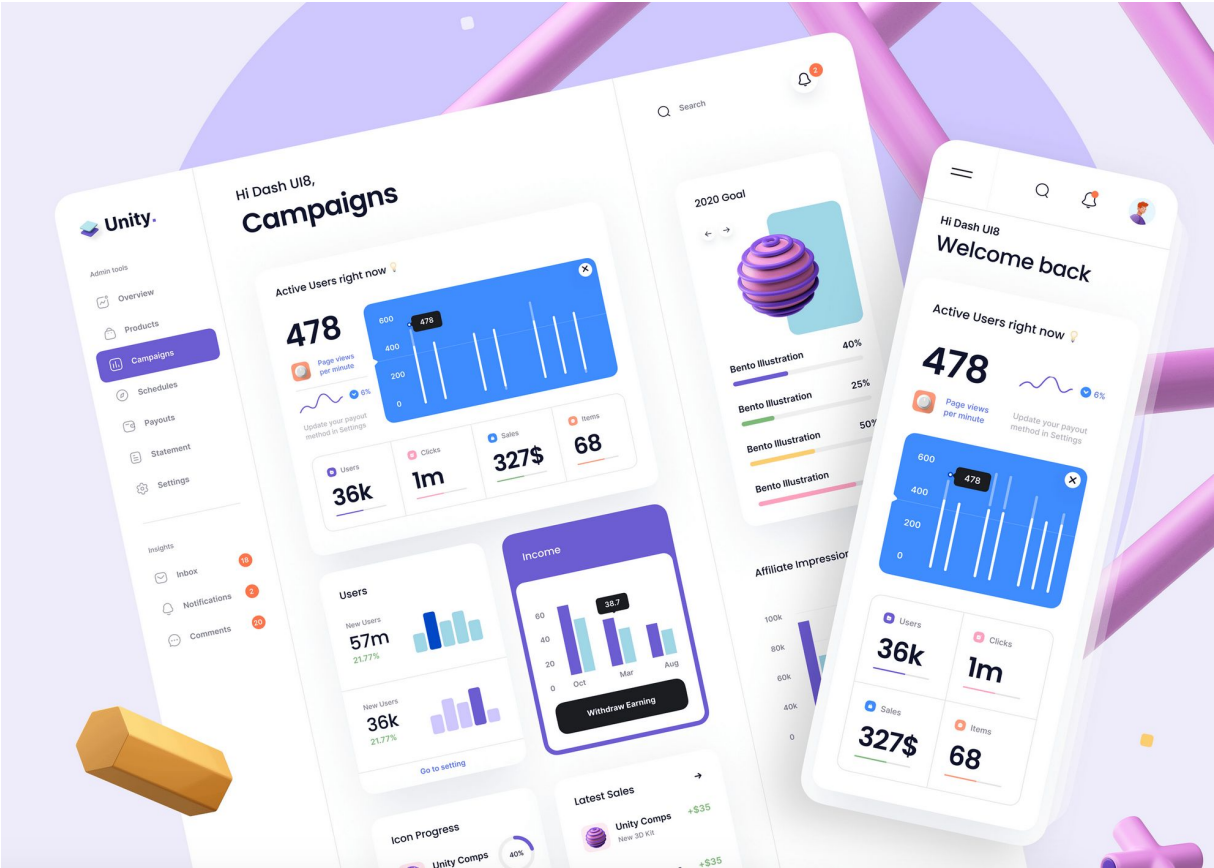 Unity.
Admin tools
Overview
Products
Campaigns
Schedules
Payouts
Statement
Settings
Insights
Inbox
18
Notifications
2
Comments
20
Hi Dash UI8,
Campaigns
Active Users right now
478
Page views
per minute
6%
Update your payout
method in Settings
600
400
200
0
478
Users
36k
Clicks
1m
Sales
327$
Items
68
Users
New Users
57m
21.77%
New Users
36k
21.77%
Go to setting
Income
60
40
20
0
38.7
Oct
Mar
Aug
Withdraw Earning
Icon Progress
Unity Comps
40%
Latest Sales
Unity Comps
New 3D Kit
+$35
+$35
Search
2
2020 Goal
Bento Illustration
40%
Bento Illustration
25%
Bento Illustration
50%
Bento Illustration
Affiliate Impression
100k
80k
60k
40k
0
Hi Dash UI8
Welcome back
Active Users right now
478
Page views
per minute
6%
Update your payout
method in Settings
600
400
200
0
478
Users
36k
Clicks
1m
Sales
327$
Items
68